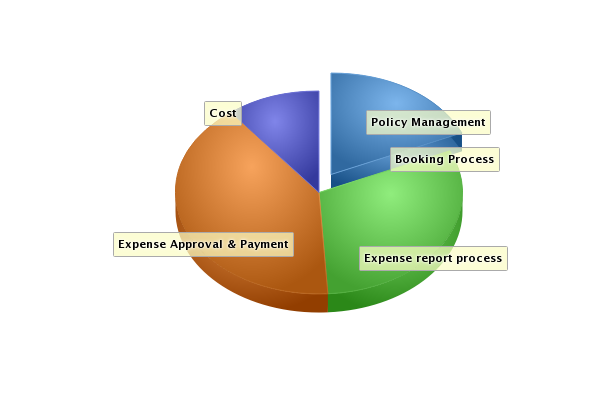 Cost
Policy Management
Booking Process
Expense Approval & Payment
Expense report process